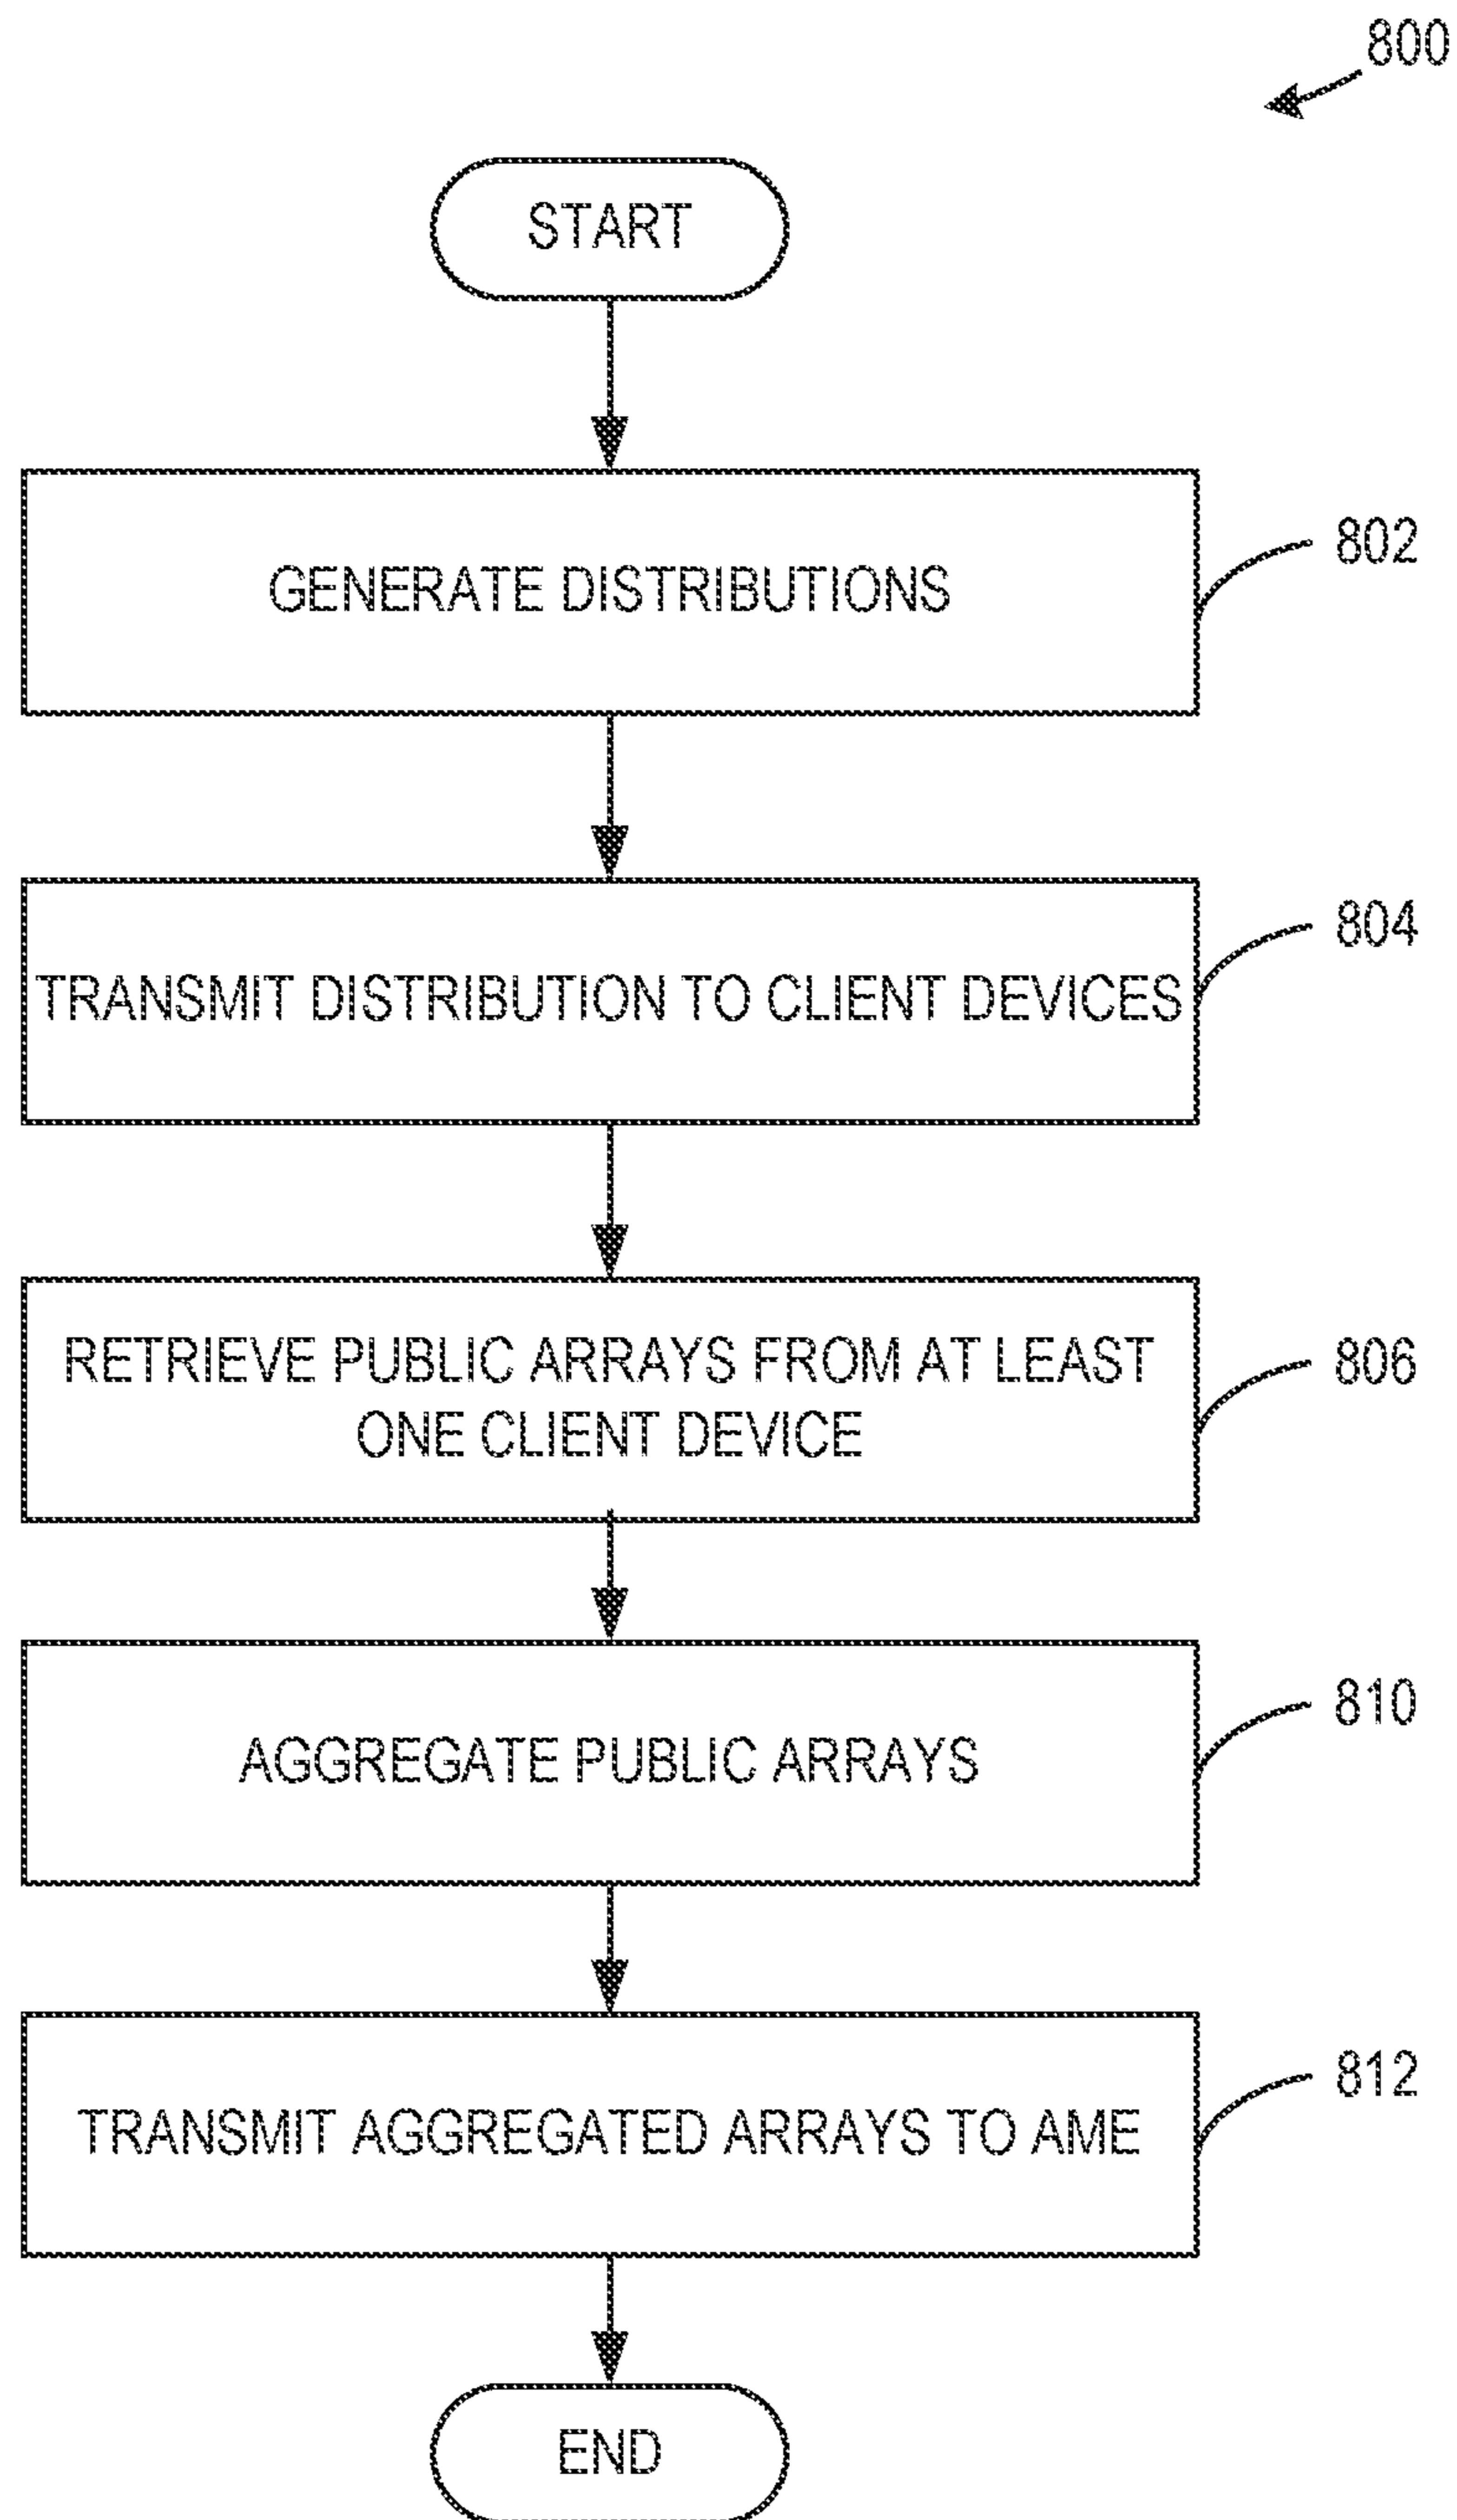 800
START
GENERATE DISTRIBUTIONS
802
TRANSMIT DISTRIBUTION TO CLIENT DEVICES
804
RETRIEVE PUBLIC ARRAYS FROM AT LEAST
ONE CLIENT DEVICE
806
AGGREGATE PUBLIC ARRAYS
810
TRANSMIT AGGREGATED ARRAYS TO AME
812
END